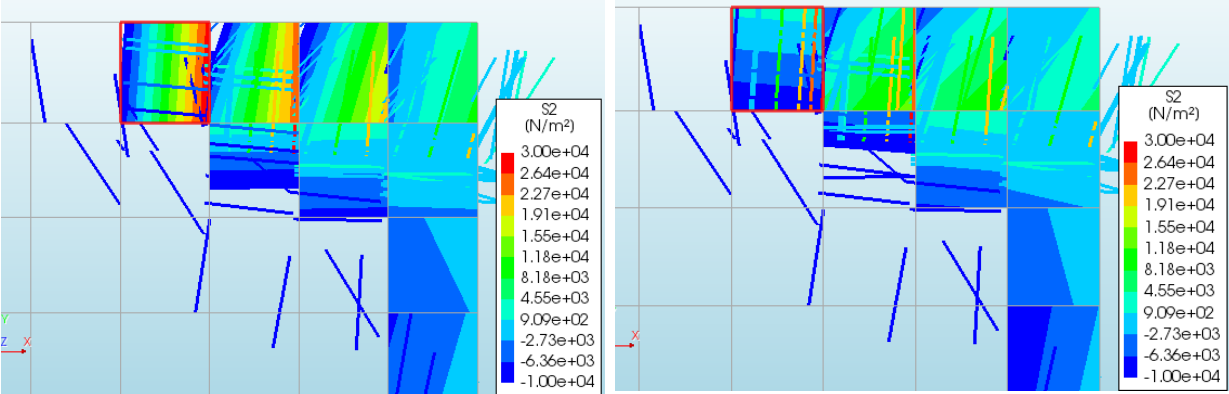 S2
(N/m²)
3.00e+04
2.64e+04
2.27e+04
1.91e+04
1.55e+04
1.18e+04
8.18e+03
4.55e+03
9.09e+02
-2.73e+03
-6.36e+03
-1.00e+04
Y
Z X
S2
(N/m²)
3.00e+04
2.64e+04
2.27e+04
1.91e+04
1.55e+04
1.18e+04
8.18e+03
4.55e+03
9.09e+02
-2.73e+03
-6.36e+03
-1.00e+04
X